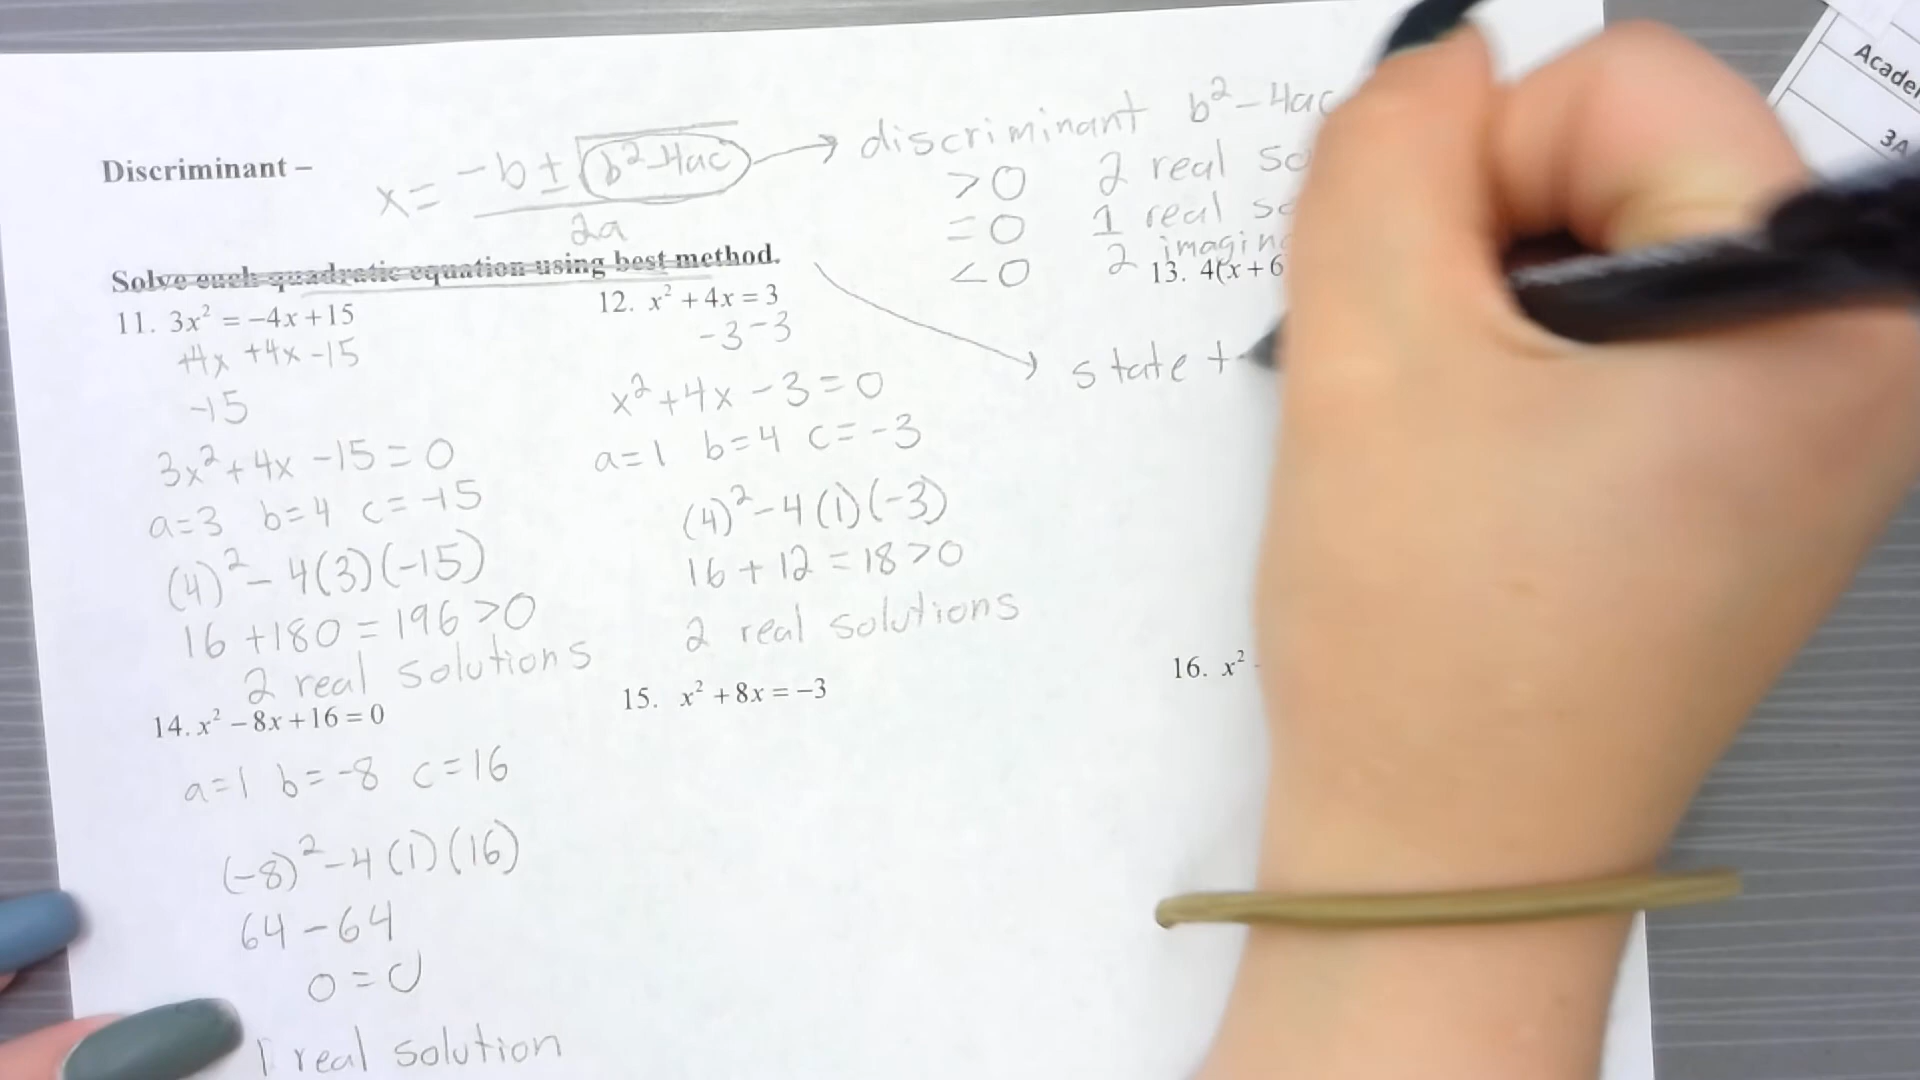 Acade
3A
Discriminant –
x = -b ± √b²-4ac → discriminant b²-4ac
2a
>0 2 real so
=0 1 real so
<0 2 imagin
Solve each quadratic equation using best method.
state t
11. 3x² = −4x + 15
+4x +4x -15
-15
3x² + 4x - 15 = 0
a=3 b=4 c=-15
(4)² - 4(3)(-15)
16 + 180 = 196 > 0
2 real solutions
12. x² + 4x = 3
-3 -3
x² + 4x - 3 = 0
a=1 b=4 c=-3
(4)² - 4(1)(-3)
16 + 12 = 18 > 0
2 real solutions
13. 4(x + 6
14. x² − 8x + 16 = 0
a=1 b=-8 c=16
(-8)² - 4(1)(16)
64 - 64
0 = 0
1 real solution
15. x² + 8x = −3
16. x² -